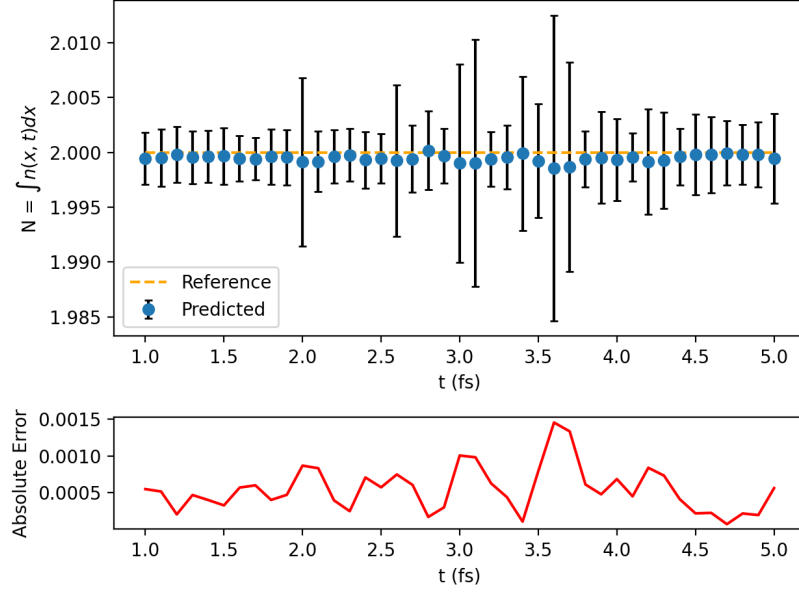 2.010
2.005
2.000
1.995
1.990
1.985
N = ∫n(x, t)dx
Reference
Predicted
1.0 1.5 2.0 2.5 3.0 3.5 4.0 4.5 5.0
t (fs)
0.0015
0.0010
0.0005
Absolute Error
1.0 1.5 2.0 2.5 3.0 3.5 4.0 4.5 5.0
t (fs)